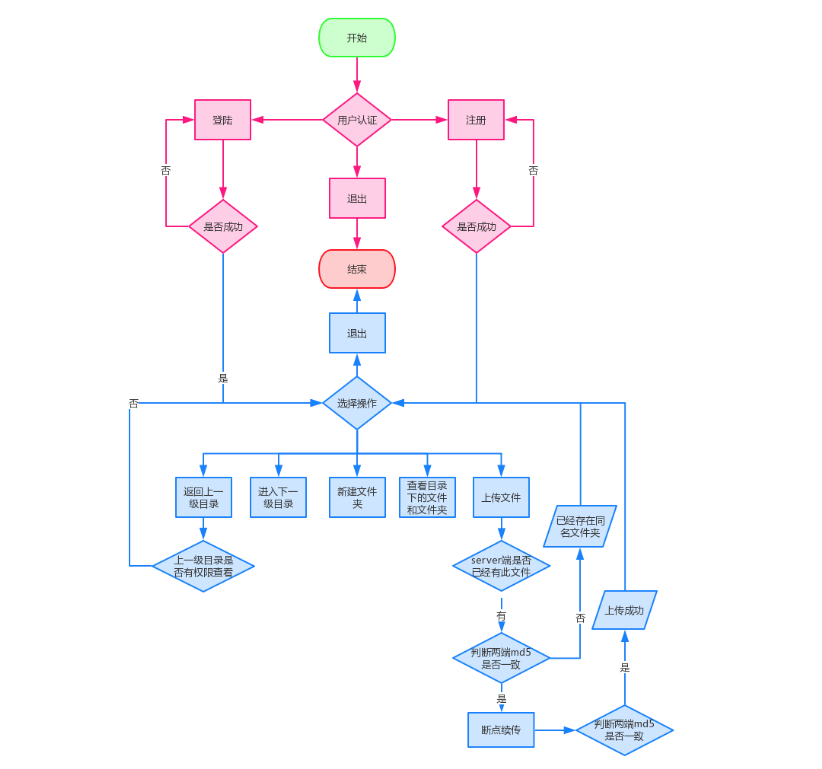 开始
登陆
用户认证
注册
否
否
退出
是否成功
是否成功
结束
退出
是
否
选择操作
返回上一
级目录
进入下一
级目录
新建文件
夹
查看目录
下的文件
和文件夹
上传文件
已经存在同
名文件夹
上一级目录是
否有权限查看
server端是否
已经有此文件
有
否
上传成功
判断两端md5
是否一致
是
是
断点续传
判断两端md5
是否一致